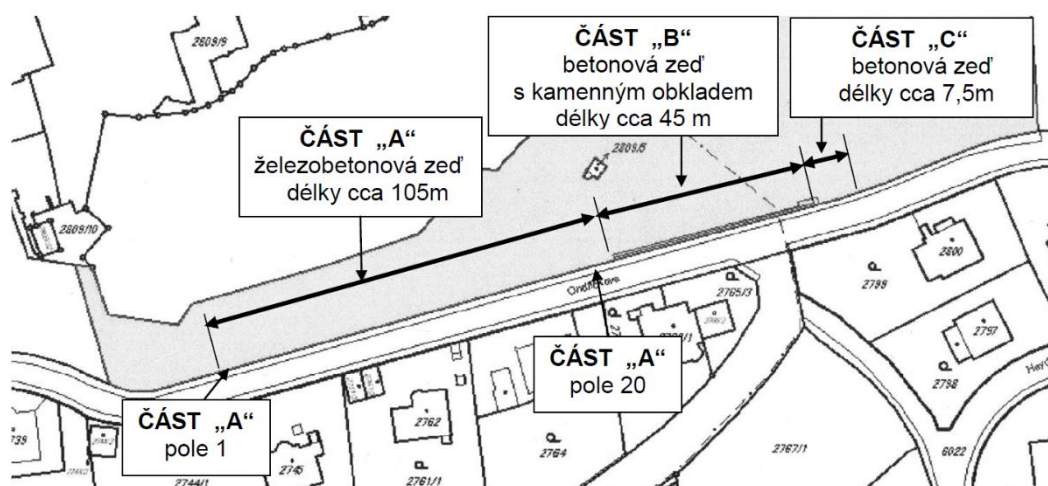 ČÁST „A“
železobetonová zeď
délky cca 105m
ČÁST „B“
betonová zeď
s kamenným obkladem
délky cca 45 m
ČÁST „C“
betonová zeď
délky cca 7,5m
ČÁST „A“
pole 1
ČÁST „A“
pole 20
2809/9
2809/5
2809/10
2800
2799
2797
2798
2765/3
2762
2764
2745
2744/1
2761/1
2767/1
6022